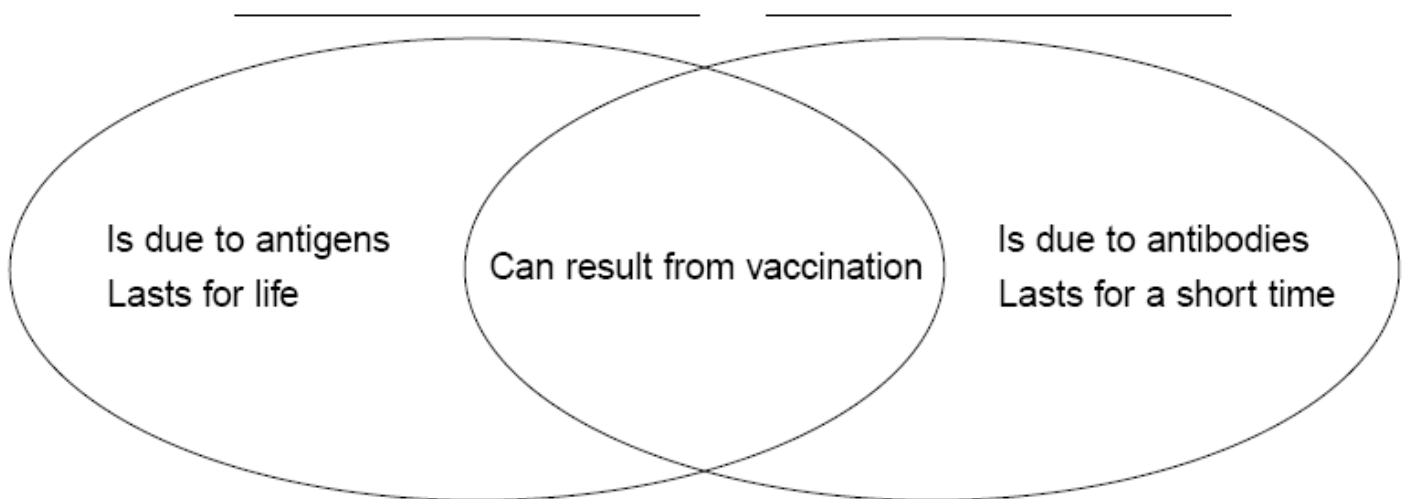 Is due to antigens
Lasts for life
Can result from vaccination
Is due to antibodies
Lasts for a short time